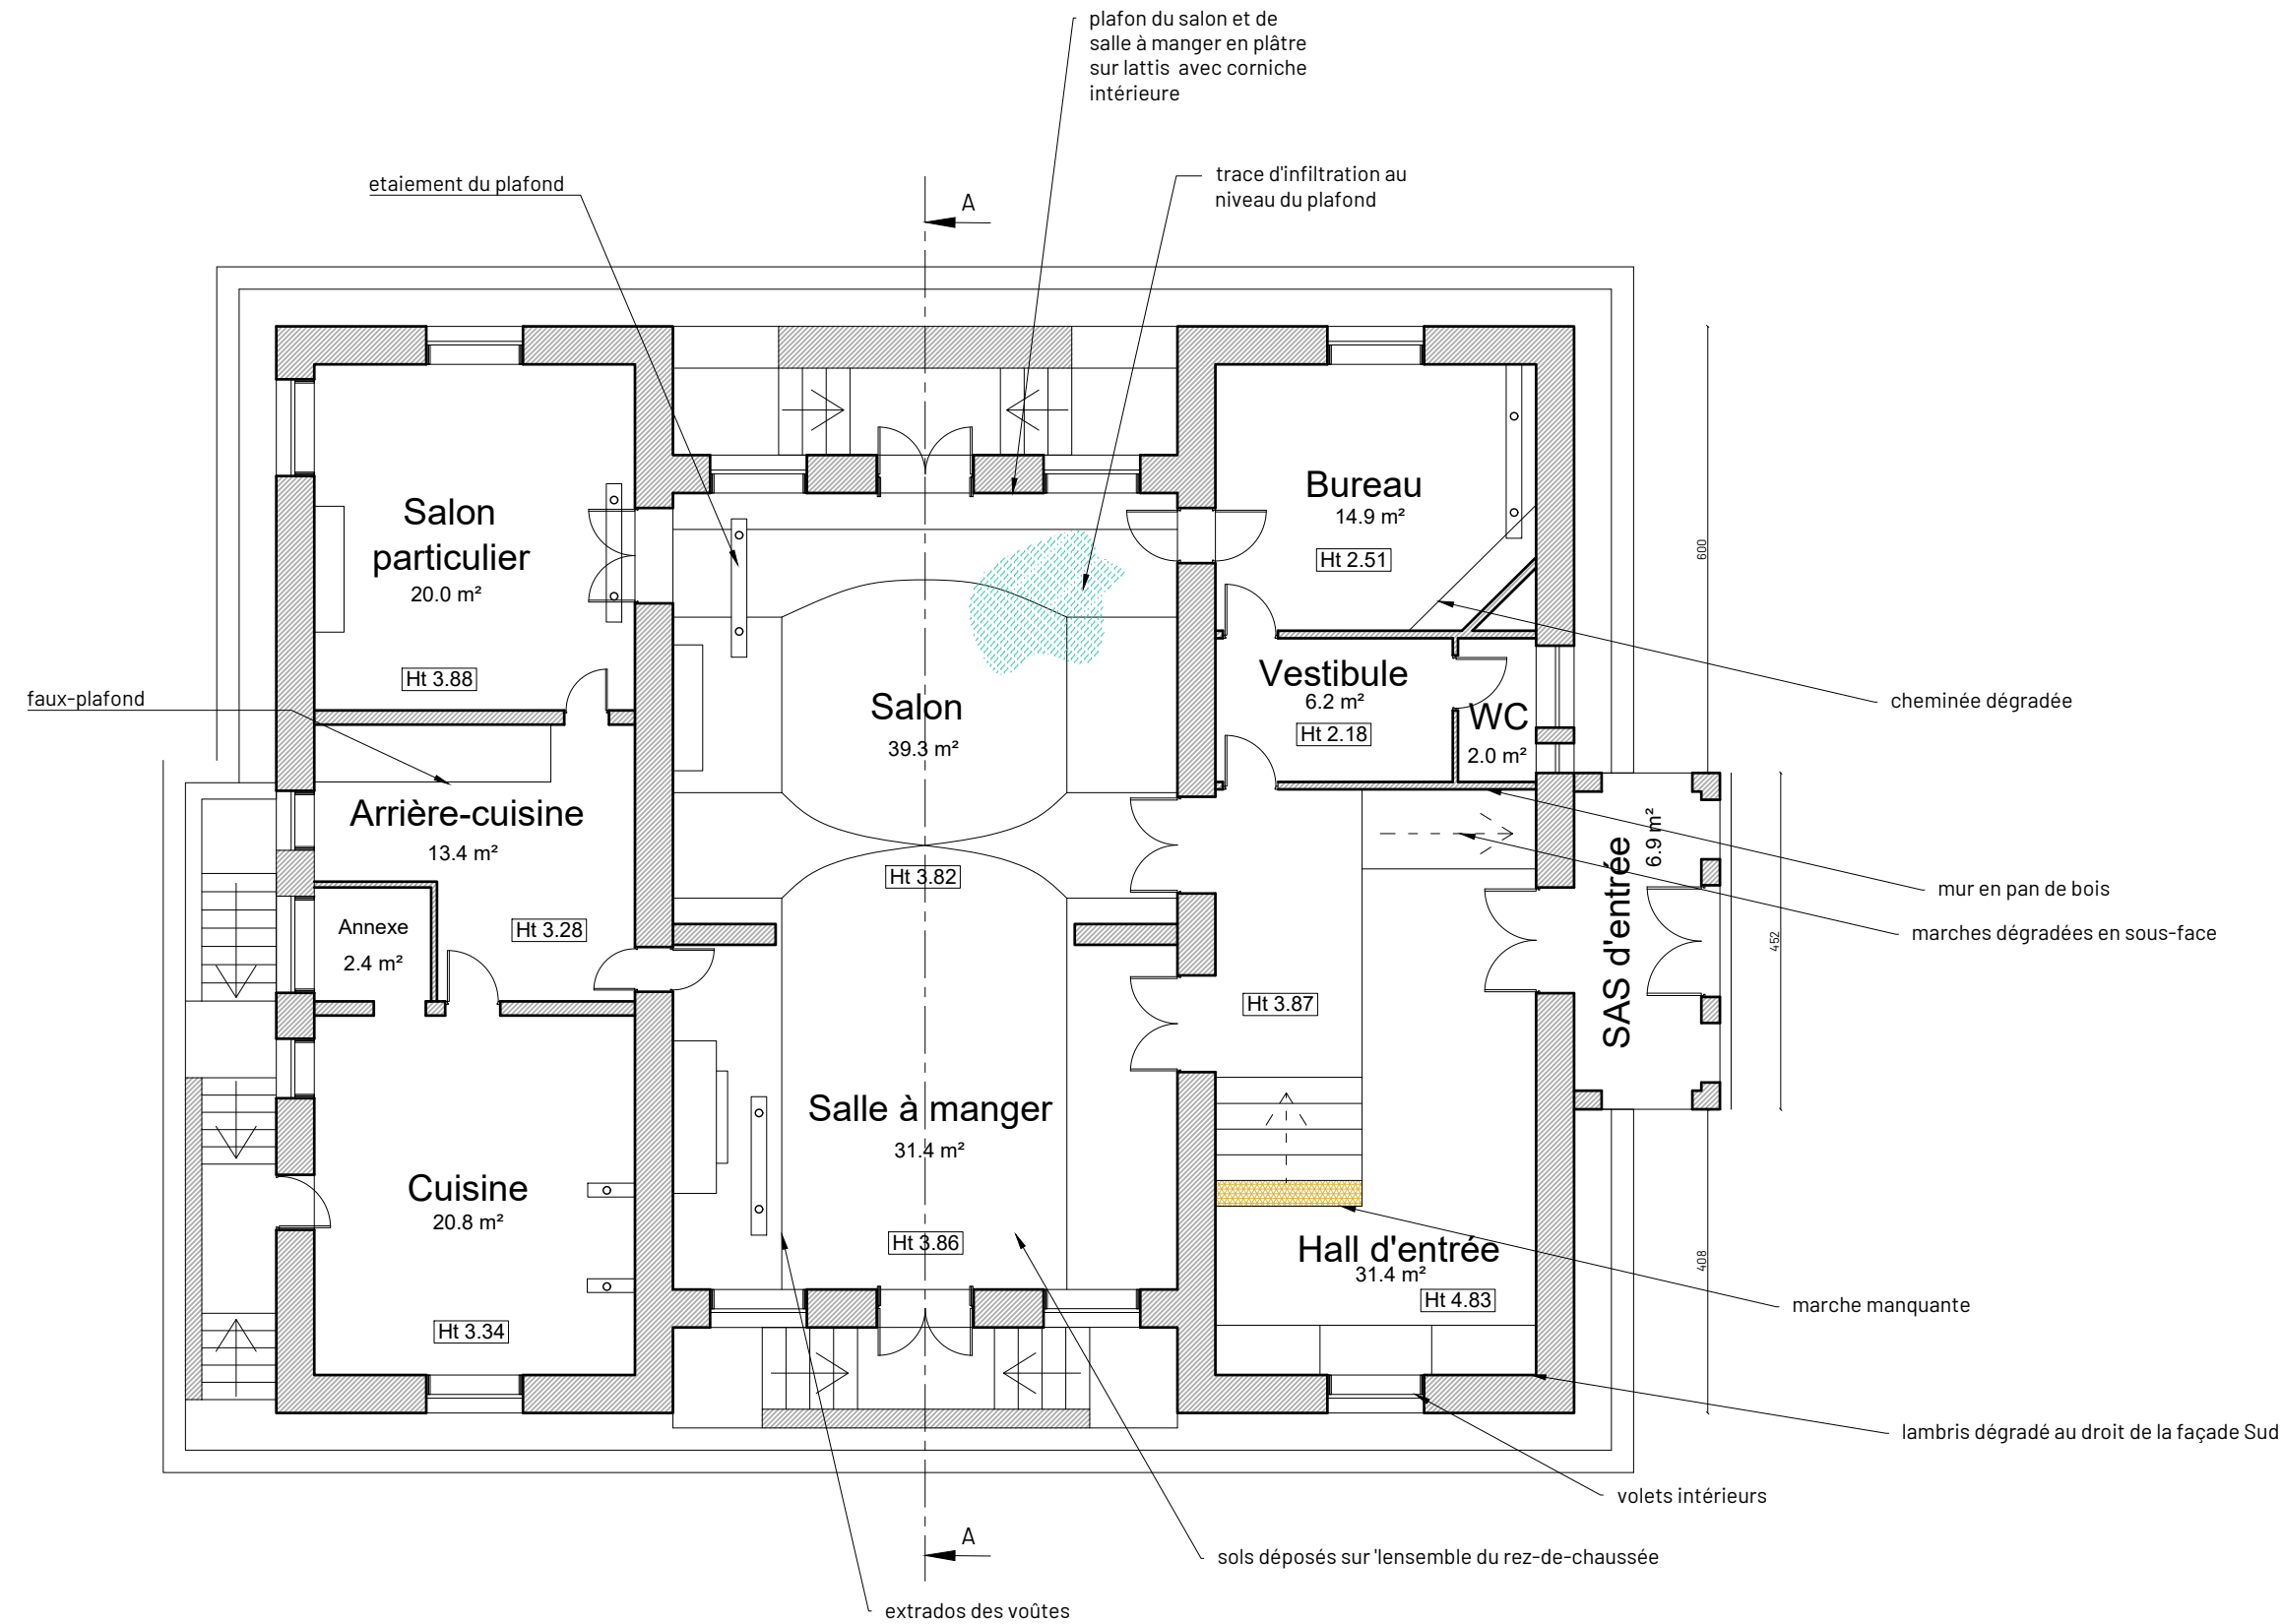 plafon du salon et de
salle à manger en plâtre
sur lattis avec corniche
intérieure
etaiement du plafond
trace d'infiltration au
niveau du plafond
A
Salon
particulier
20.0 m²
Ht 3.88
Bureau
14.9 m²
Ht 2.51
600
faux-plafond
Salon
39.3 m²
Vestibule
6.2 m²
Ht 2.18
WC
2.0 m²
cheminée dégradée
Arrière-cuisine
13.4 m²
Ht 3.28
Ht 3.82
SAS d'entrée
6.9 m²
mur en pan de bois
marches dégradées en sous-face
452
Annexe
2.4 m²
Ht 3.87
Salle à manger
31.4 m²
Ht 3.86
Cuisine
20.8 m²
Ht 3.34
Hall d'entrée
31.4 m²
Ht 4.83
408
marche manquante
lambris dégradé au droit de la façade Sud
volets intérieurs
A
sols déposés sur 'lensemble du rez-de-chaussée
extrados des voûtes